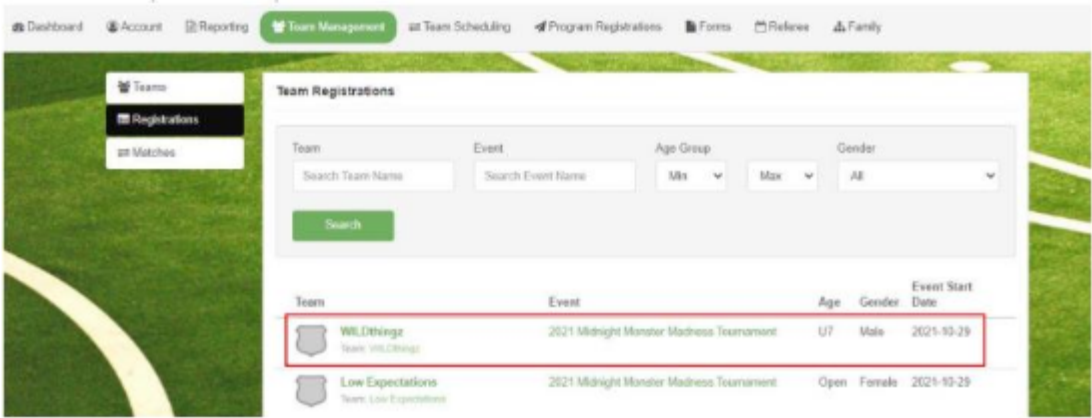 Dashboard Account Reporting Team Management Team Scheduling Program Registrations Forms Referee Family
Teams
Registrations
Matches
Team Registrations
Team Event Age Group Gender
Search Team Name Search Event Name Min Max All
Search
Team Event Age Gender Event Start Date
WILDthingz 2021 Midnight Monster Madness Tournament U7 Male 2021-10-29
Team: WILDthingz
Low Expectations 2021 Midnight Monster Madness Tournament Open Female 2021-10-29
Team: Low Expectations